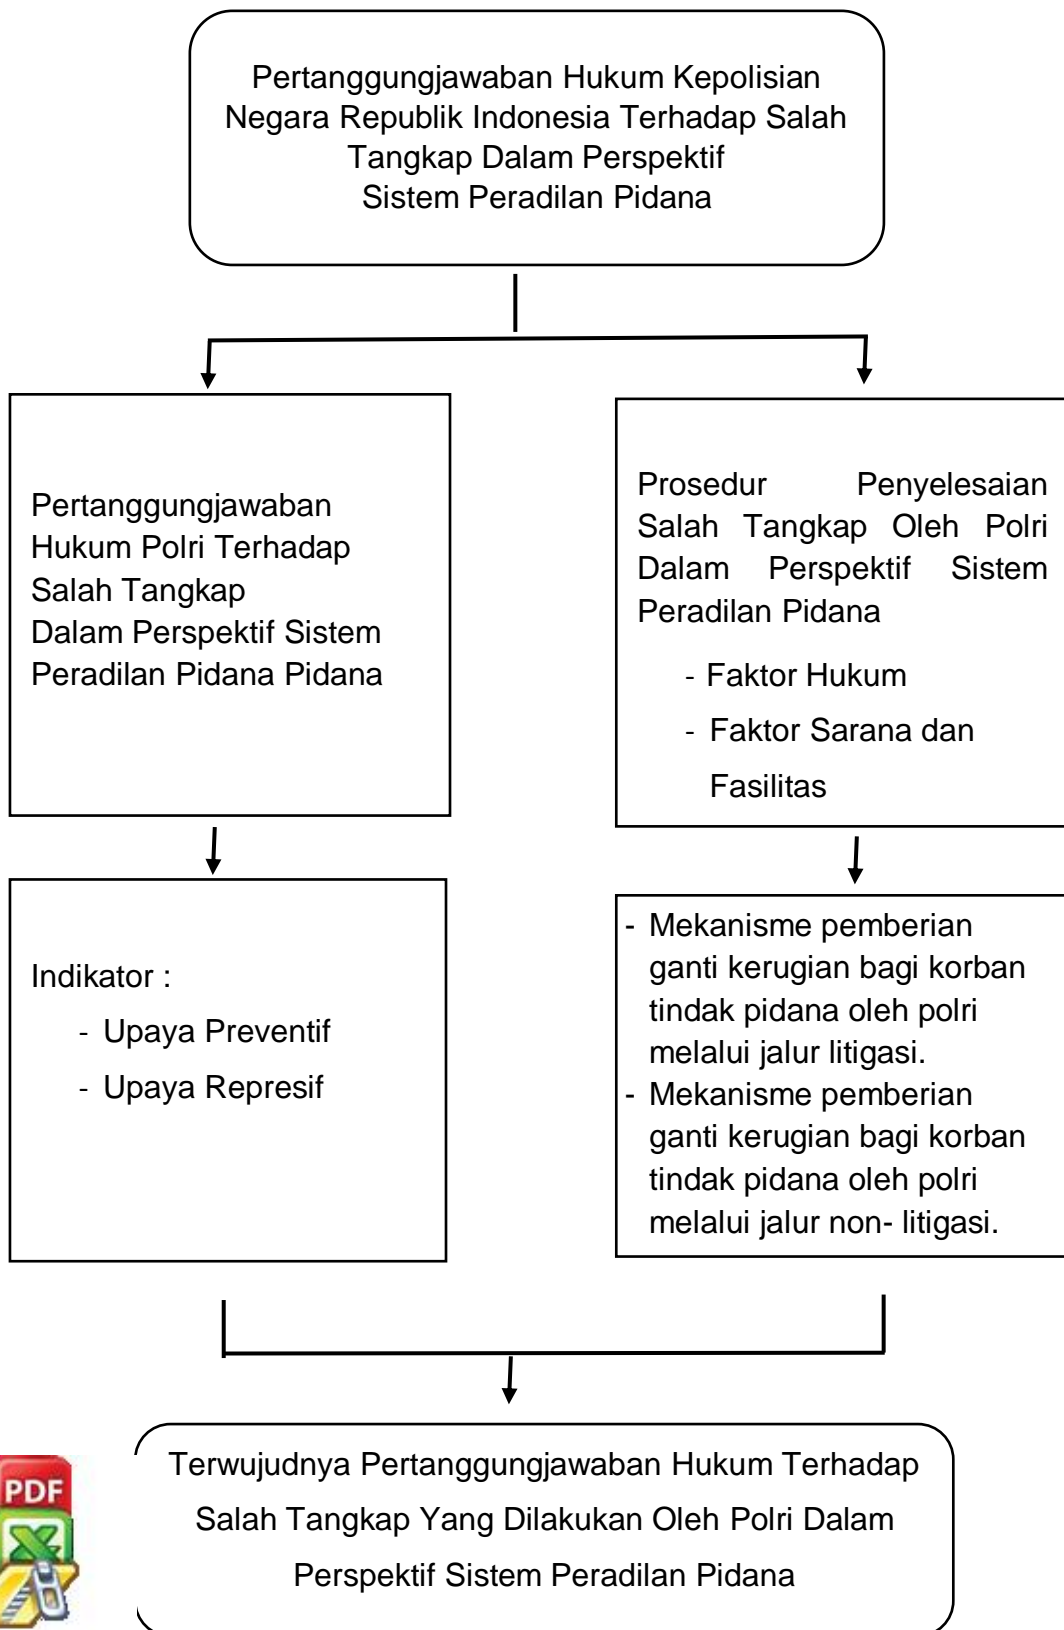 Pertanggungjawaban Hukum Kepolisian
Negara Republik Indonesia Terhadap Salah
Tangkap Dalam Perspektif
Sistem Peradilan Pidana
Pertanggungjawaban
Hukum Polri Terhadap
Salah Tangkap
Dalam Perspektif Sistem
Peradilan Pidana Pidana
Prosedur Penyelesaian
Salah Tangkap Oleh Polri
Dalam Perspektif Sistem
Peradilan Pidana
- Faktor Hukum
- Faktor Sarana dan
Fasilitas
Indikator :
- Upaya Preventif
- Upaya Represif
- Mekanisme pemberian
ganti kerugian bagi korban
tindak pidana oleh polri
melalui jalur litigasi.
- Mekanisme pemberian
ganti kerugian bagi korban
tindak pidana oleh polri
melalui jalur non- litigasi.
Terwujudnya Pertanggungjawaban Hukum Terhadap
Salah Tangkap Yang Dilakukan Oleh Polri Dalam
Perspektif Sistem Peradilan Pidana
PDF